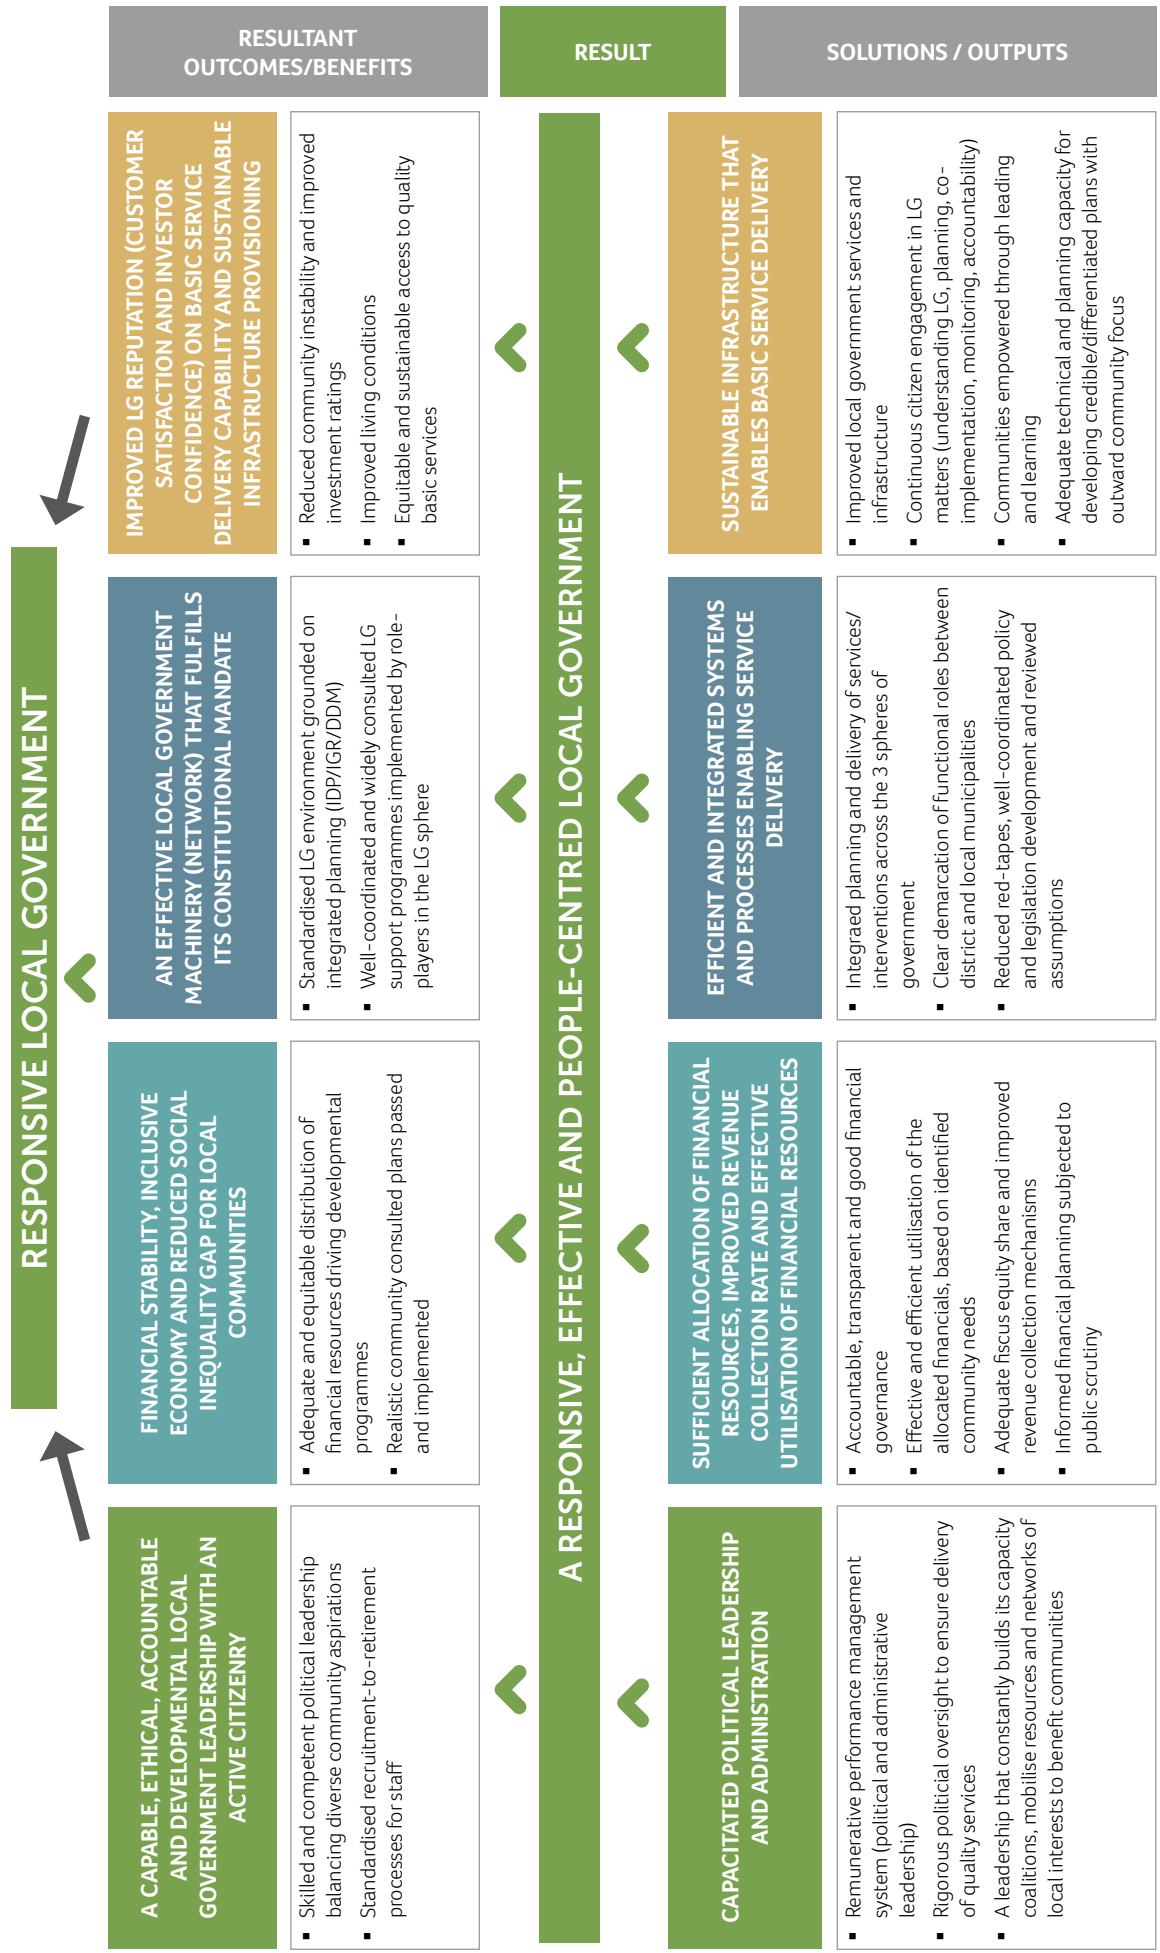 RESPONSIVE LOCAL GOVERNMENT
RESULTANT
OUTCOMES/BENEFITS
A CAPABLE, ETHICAL, ACCOUNTABLE
AND DEVELOPMENTAL LOCAL
GOVERNMENT LEADERSHIP WITH AN
ACTIVE CITIZENRY
▪ Skilled and competent political leadership
balancing diverse community aspirations
▪ Standardised recruitment-to-retirement
processes for staff
FINANCIAL STABILITY, INCLUSIVE
ECONOMY AND REDUCED SOCIAL
INEQUALITY GAP FOR LOCAL
COMMUNITIES
▪ Adequate and equitable distribution of
financial resources driving developmental
programmes
▪ Realistic community consulted plans passed
and implemented
AN EFFECTIVE LOCAL GOVERNMENT
MACHINERY (NETWORK) THAT FULFILLS
ITS CONSTITUTIONAL MANDATE
▪ Standardised LG environment grounded on
integrated planning (IDP/IGR/DDM)
▪ Well-coordinated and widely consulted LG
support programmes implemented by role-
players in the LG sphere
IMPROVED LG REPUTATION (CUSTOMER
SATISFACTION AND INVESTOR
CONFIDENCE) ON BASIC SERVICE
DELIVERY CAPABILITY AND SUSTAINABLE
INFRASTRUCTURE PROVISIONING
▪ Reduced community instability and improved
investment ratings
▪ Improved living conditions
▪ Equitable and sustainable access to quality
basic services
RESULT
A RESPONSIVE, EFFECTIVE AND PEOPLE-CENTRED LOCAL GOVERNMENT
SOLUTIONS / OUTPUTS
CAPACITATED POLITICAL LEADERSHIP
AND ADMINISTRATION
▪ Remunerative performance management
system (political and administrative
leadership)
▪ Rigorous politicial oversight to ensure delivery
of quality services
▪ A leadership that constantly builds its capacity
coalitions, mobilise resources and networks of
local interests to benefit communities
SUFFICIENT ALLOCATION OF FINANCIAL
RESOURCES, IMPROVED REVENUE
COLLECTION RATE AND EFFECTIVE
UTILISATION OF FINANCIAL RESOURCES
▪ Accountable, transparent and good financial
governance
▪ Effective and efficient utilisation of the
allocated financials, based on identified
community needs
▪ Adequate fiscus equity share and improved
revenue collection mechanisms
▪ Informed financial planning subjected to
public scrutiny
EFFICIENT AND INTEGRATED SYSTEMS
AND PROCESSES ENABLING SERVICE
DELIVERY
▪ Integraed planning and delivery of services/
interventions across the 3 spheres of
government
▪ Clear demarcation of functional roles between
district and local municipalities
▪ Reduced red-tapes, well-coordinated policy
and legislation development and reviewed
assumptions
SUSTAINABLE INFRASTRUCTURE THAT
ENABLES BASIC SERVICE DELIVERY
▪ Improved local government services and
infrastructure
▪ Continuous citizen engagement in LG
matters (understanding LG, planning, co-
implementation, monitoring, accountability)
▪ Communities empowered through leading
and learning
▪ Adequate technical and planning capacity for
developing credible/differentiated plans with
outward community focus